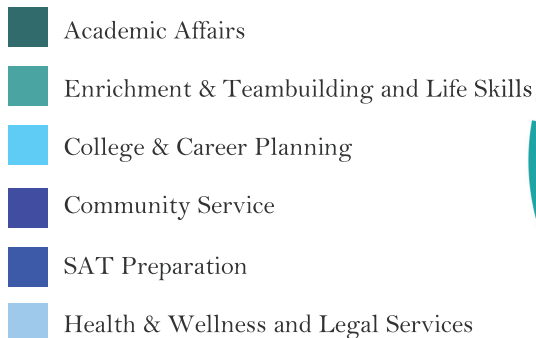 Academic Affairs
Enrichment & Teambuilding and Life Skills
College & Career Planning
Community Service
SAT Preparation
Health & Wellness and Legal Services